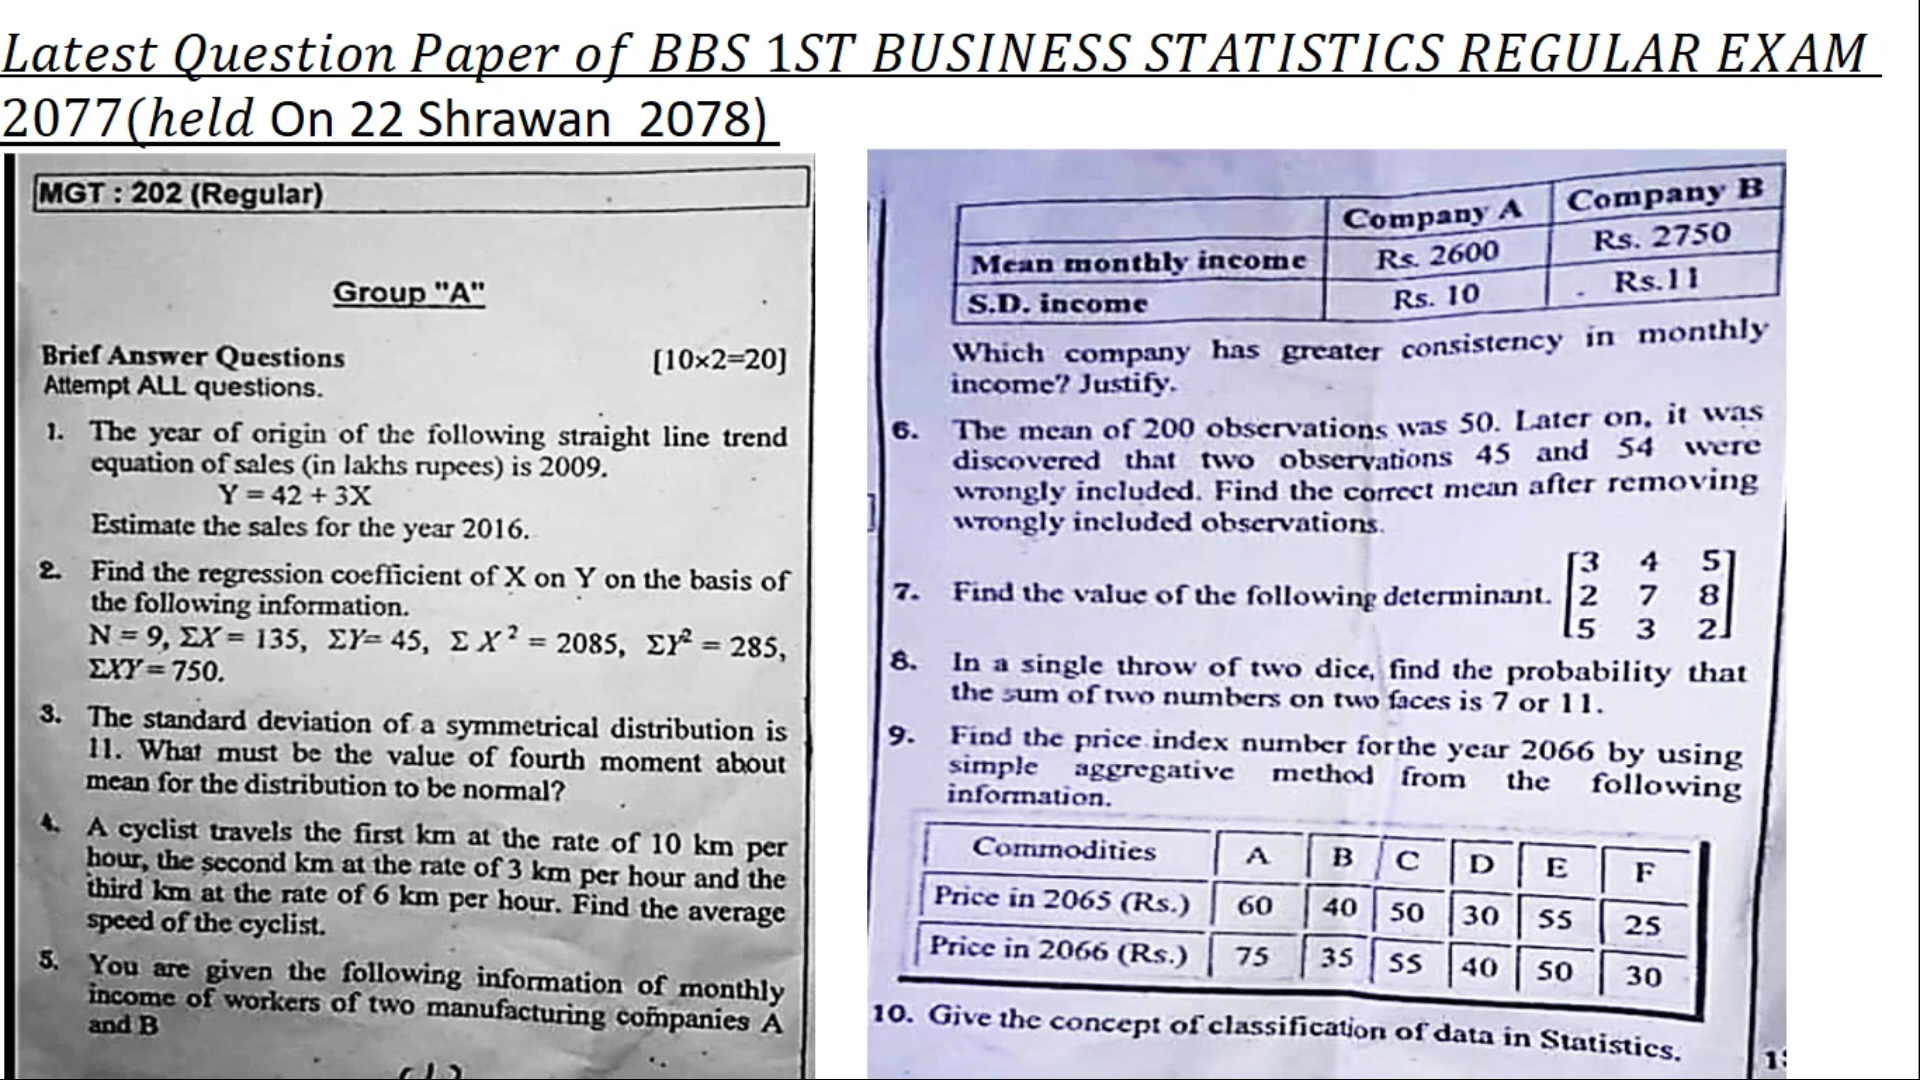 Latest Question Paper of BBS 1ST BUSINESS STATISTICS REGULAR EXAM
2077(held On 22 Shrawan 2078)
MGT : 202 (Regular)
Group "A"
Brief Answer Questions [10×2=20]
Attempt ALL questions.
1. The year of origin of the following straight line trend
equation of sales (in lakhs rupees) is 2009.
Y = 42 + 3X
Estimate the sales for the year 2016.
2. Find the regression coefficient of X on Y on the basis of
the following information.
N = 9, ΣX = 135, ΣY= 45, Σ X² = 2085, ΣY² = 285,
ΣXY = 750.
3. The standard deviation of a symmetrical distribution is
11. What must be the value of fourth moment about
mean for the distribution to be normal?
4. A cyclist travels the first km at the rate of 10 km per
hour, the second km at the rate of 3 km per hour and the
third km at the rate of 6 km per hour. Find the average
speed of the cyclist.
5. You are given the following information of monthly
income of workers of two manufacturing companies A
and B
Company A Company B
Mean monthly income Rs. 2600 Rs. 2750
S.D. income Rs. 10 Rs.11
Which company has greater consistency in monthly
income? Justify.
6. The mean of 200 observations was 50. Later on, it was
discovered that two observations 45 and 54 were
wrongly included. Find the correct mean after removing
wrongly included observations.
7. Find the value of the following determinant. [3 4 5
2 7 8
5 3 2]
8. In a single throw of two dice, find the probability that
the sum of two numbers on two faces is 7 or 11.
9. Find the price index number for the year 2066 by using
simple aggregative method from the following
information.
Commodities A B C D E F
Price in 2065 (Rs.) 60 40 50 30 55 25
Price in 2066 (Rs.) 75 35 55 40 50 30
10. Give the concept of classification of data in Statistics.